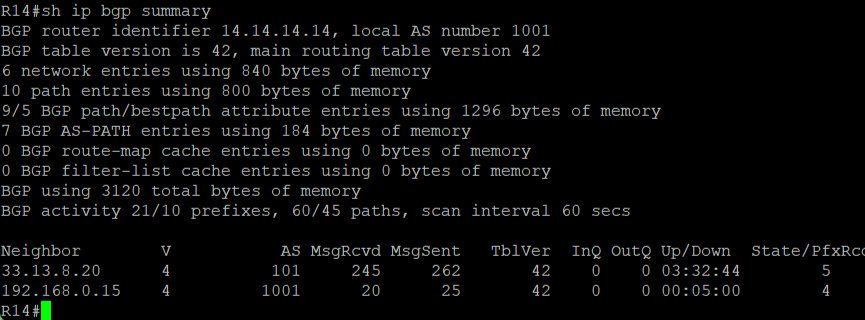 R14#sh ip bgp summary
BGP router identifier 14.14.14.14, local AS number 1001
BGP table version is 42, main routing table version 42
6 network entries using 840 bytes of memory
10 path entries using 800 bytes of memory
9/5 BGP path/bestpath attribute entries using 1296 bytes of memory
7 BGP AS-PATH entries using 184 bytes of memory
0 BGP route-map cache entries using 0 bytes of memory
0 BGP filter-list cache entries using 0 bytes of memory
BGP using 3120 total bytes of memory
BGP activity 21/10 prefixes, 60/45 paths, scan interval 60 secs
Neighbor        V           AS MsgRcvd MsgSent   TblVer  InQ OutQ Up/Down  State/PfxRcd
33.13.8.20      4          101     245     262       42    0    0 03:32:44        5
192.168.0.15    4         1001      20      25       42    0    0 00:05:00        4
R14#